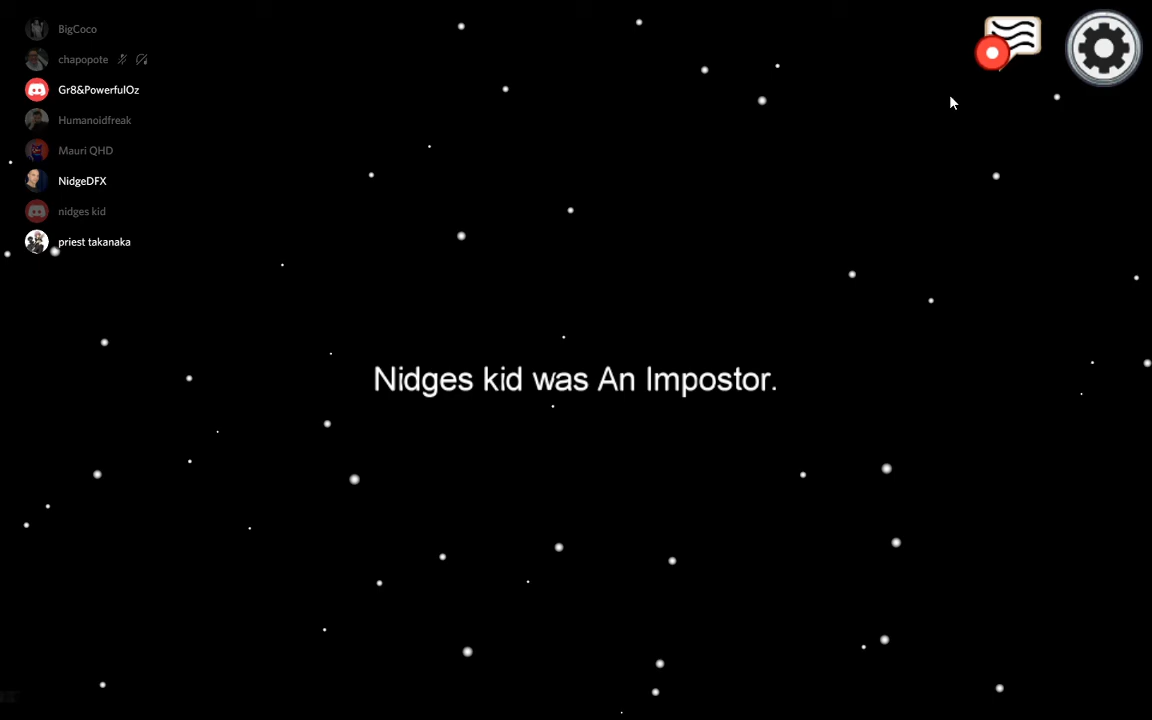 BigCoco
chapopote
Gr8&PowerfulOz
Humanoidfreak
Mauri QHD
NidgeDFX
nidges kid
priest takanaka
Nidges kid was An Impostor.